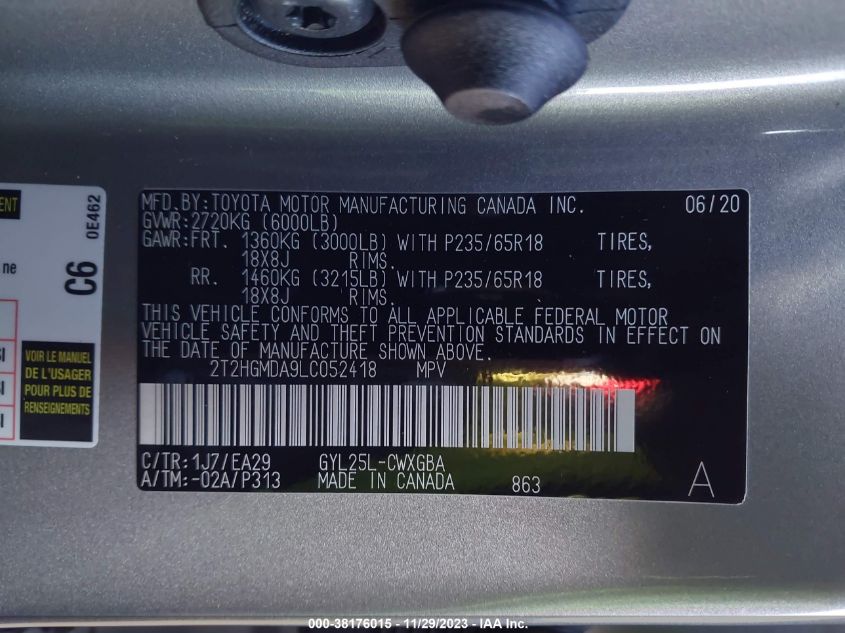 MFD.BY:TOYOTA MOTOR MANUFACTURING CANADA INC. 06/20
GVWR:2720KG (6000LB)
GAWR:FRT. 1360KG (3000LB) WITH P235/65R18 TIRES,
18X8J RIMS.
RR. 1460KG (3215LB) WITH P235/65R18 TIRES,
18X8J RIMS.
THIS VEHICLE CONFORMS TO ALL APPLICABLE FEDERAL MOTOR
VEHICLE SAFETY AND THEFT PREVENTION STANDARDS IN EFFECT ON
THE DATE OF MANUFACTURE SHOWN ABOVE.
2T2HGMDA9LC052418 MPV
C/TR:1J7/EA29 GYL25L-CWXGBA
A/TM:-02A/P313 MADE IN CANADA 863 A
ne
C6
0E462
VOIR LE MANUEL
DE L'USAGER
POUR PLUS DE
RENSEIGNEMENTS
000-38176015 - 11/29/2023 - IAA Inc.